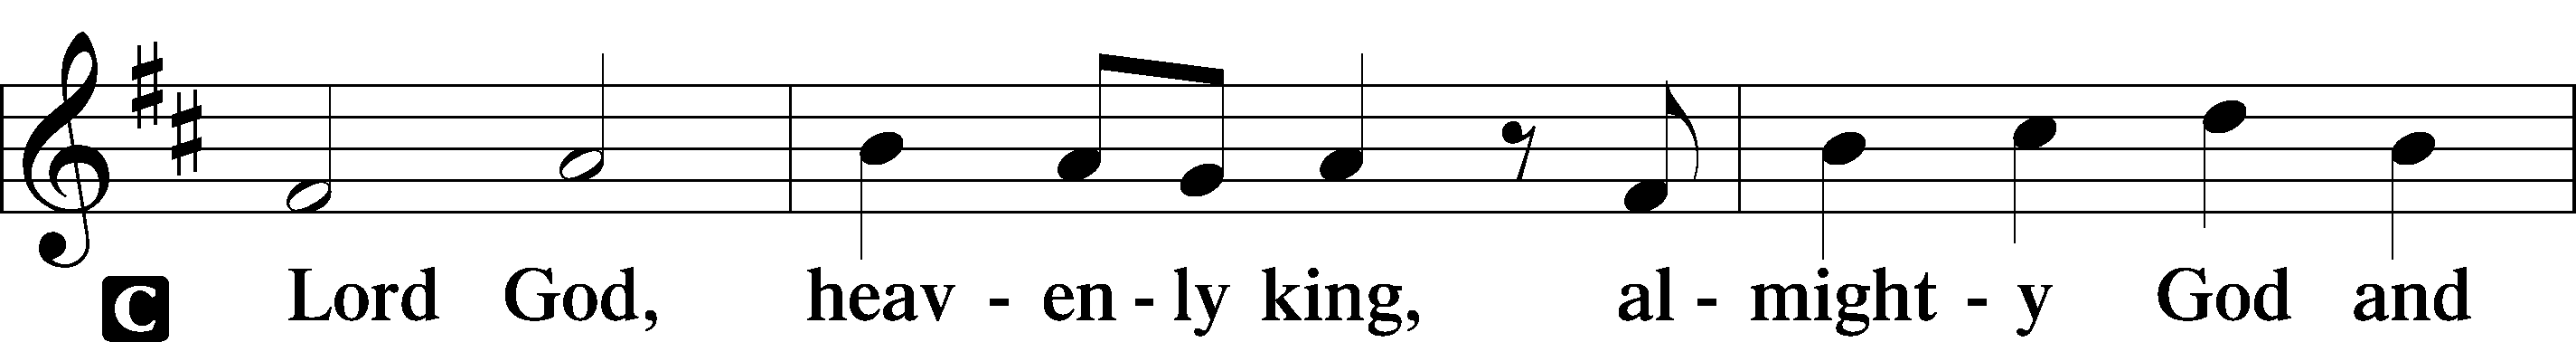 C Lord God, heav - en - ly king, al - might - y God and